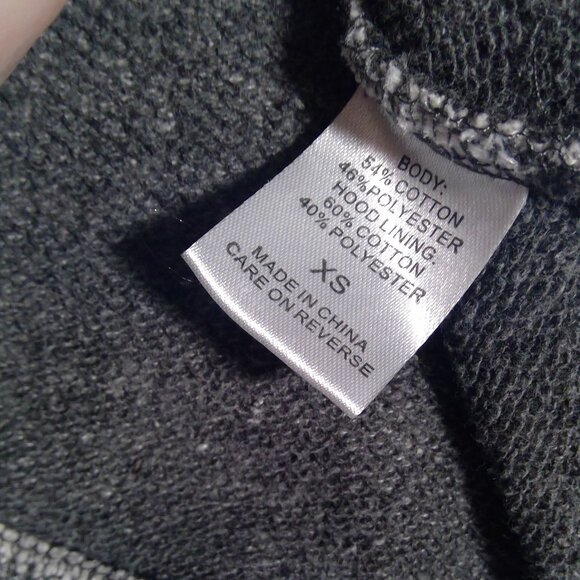 BODY:
54% COTTON
46% POLYESTER
HOOD LINING:
60% COTTON
40% POLYESTER
XS
MADE IN CHINA
CARE ON REVERSE